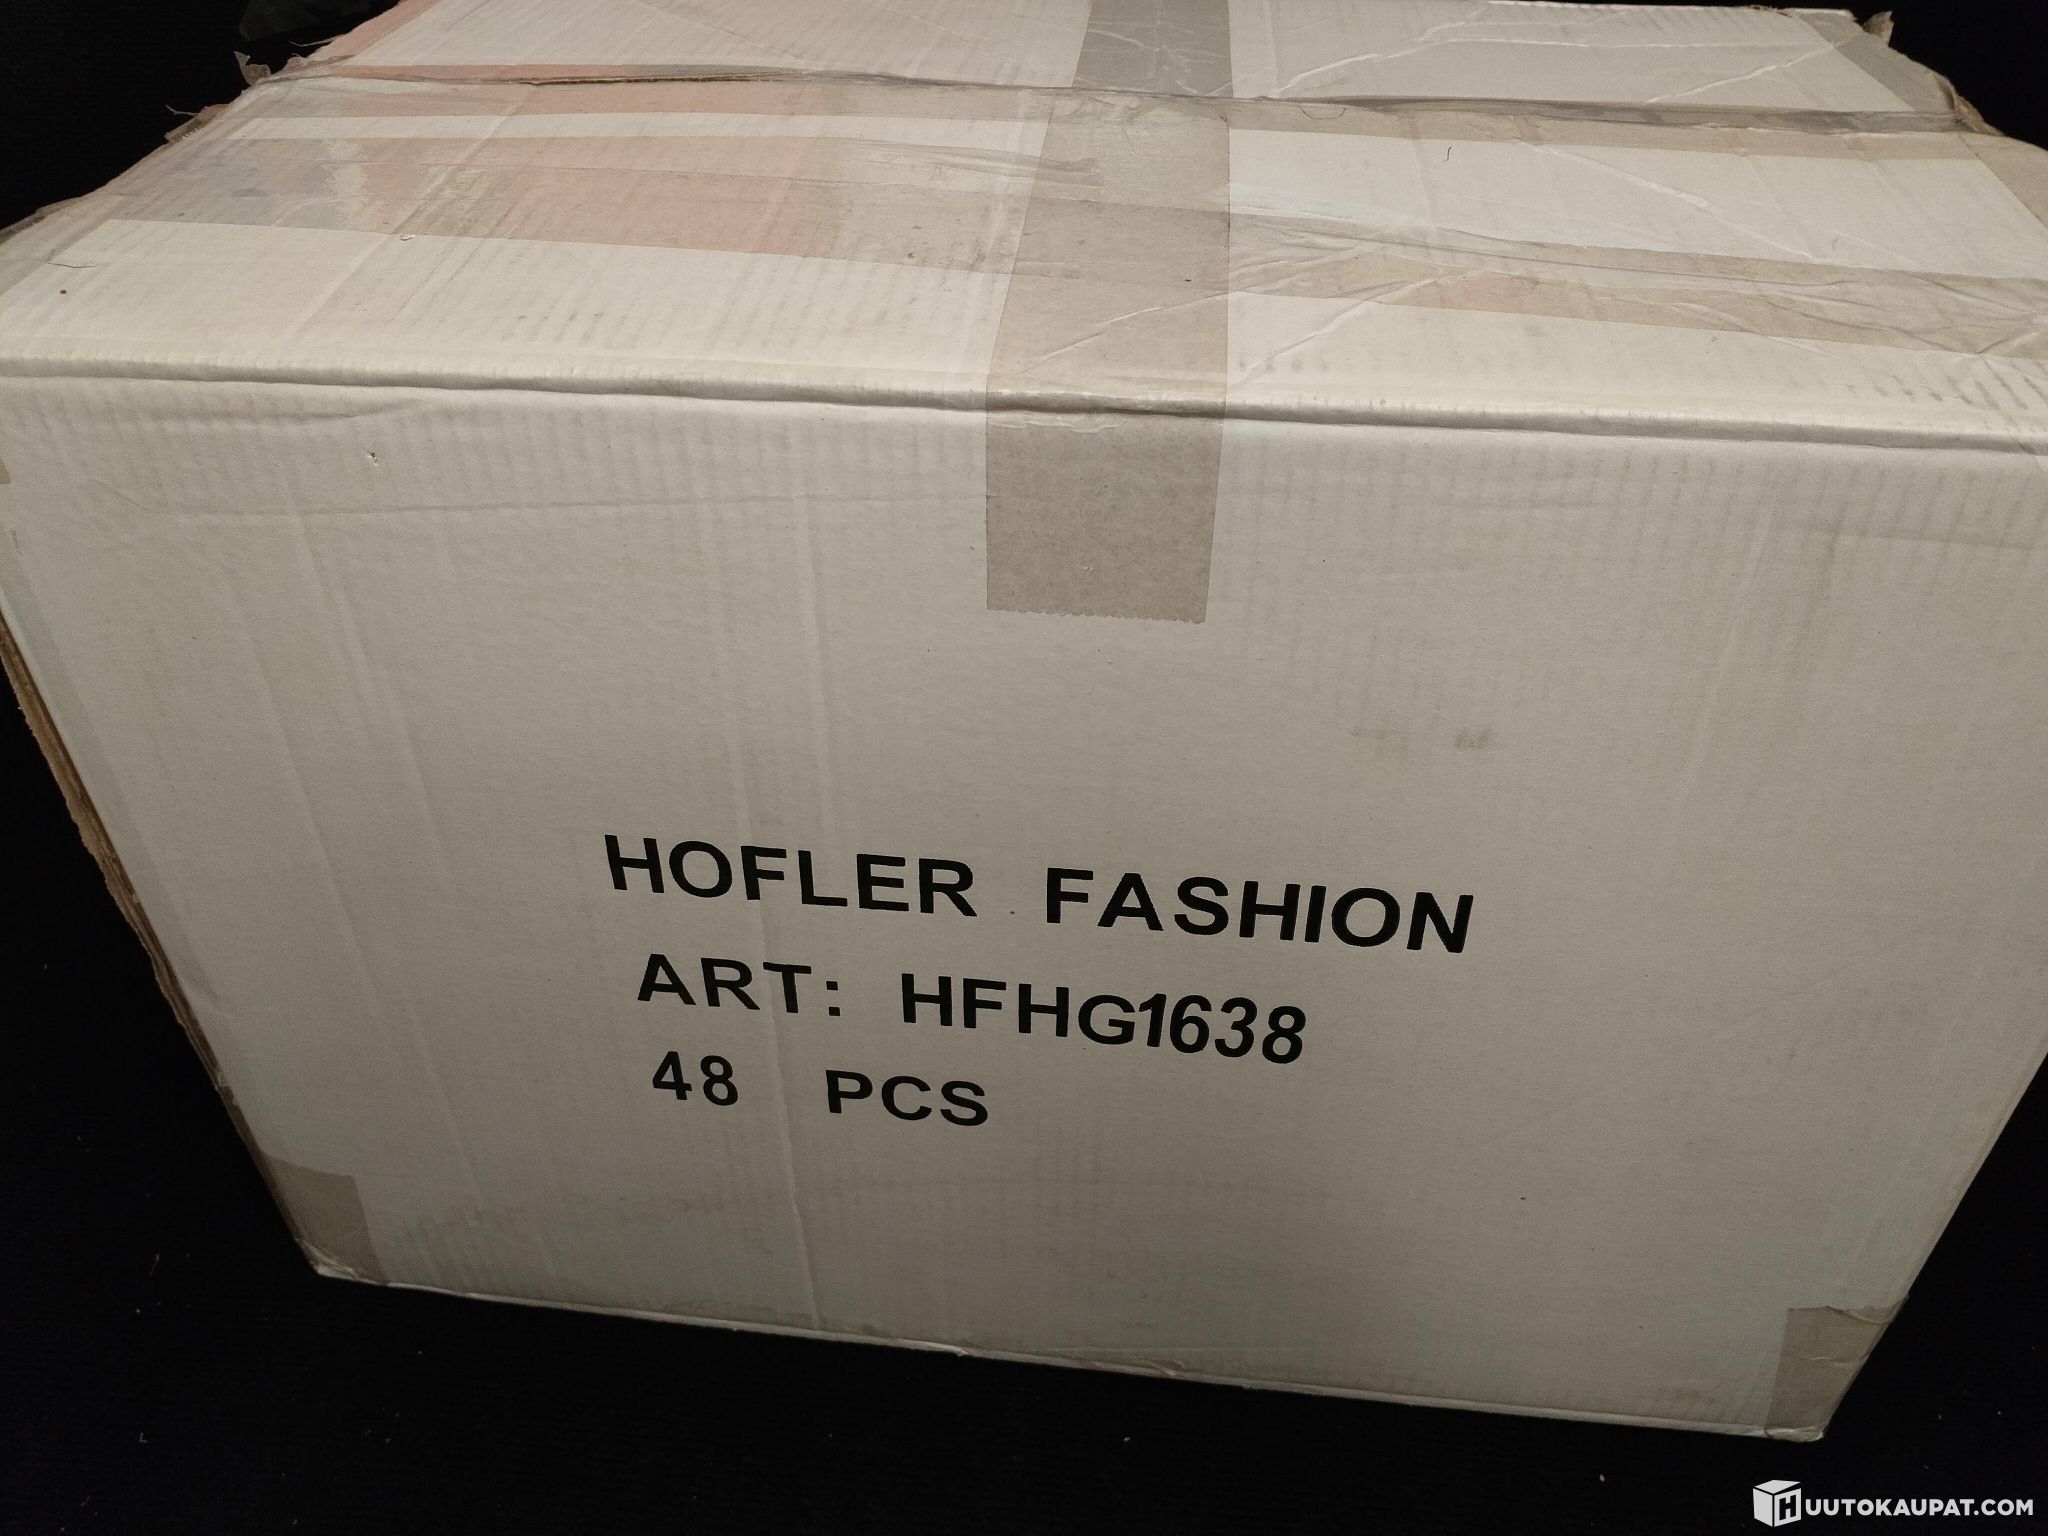 HOFLER FASHION
ART: HFHG1638
48 PCS
HUUTOKAUPAT.COM